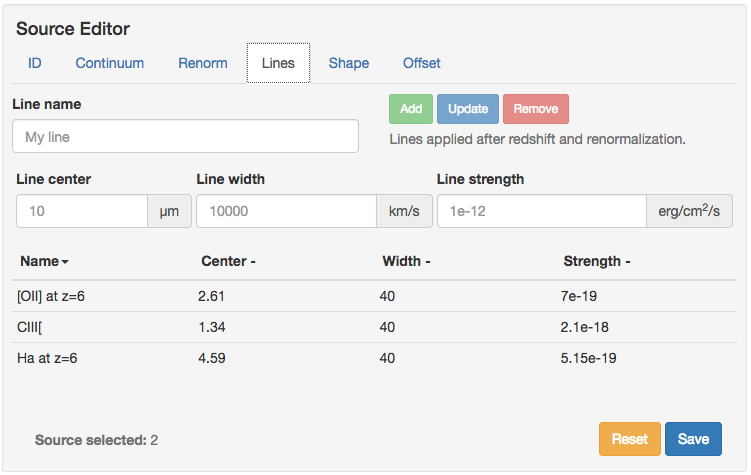 Source Editor
ID Continuum Renorm Lines Shape Offset
Line name
Add Update Remove
My line
Lines applied after redshift and renormalization.
Line center Line width Line strength
10 μm 10000 km/s 1e-12 erg/cm²/s
Name Center - Width - Strength -
[OII] at z=6 2.61 40 7e-19
CIII[ 1.34 40 2.1e-18
Ha at z=6 4.59 40 5.15e-19
Source selected: 2 Reset Save